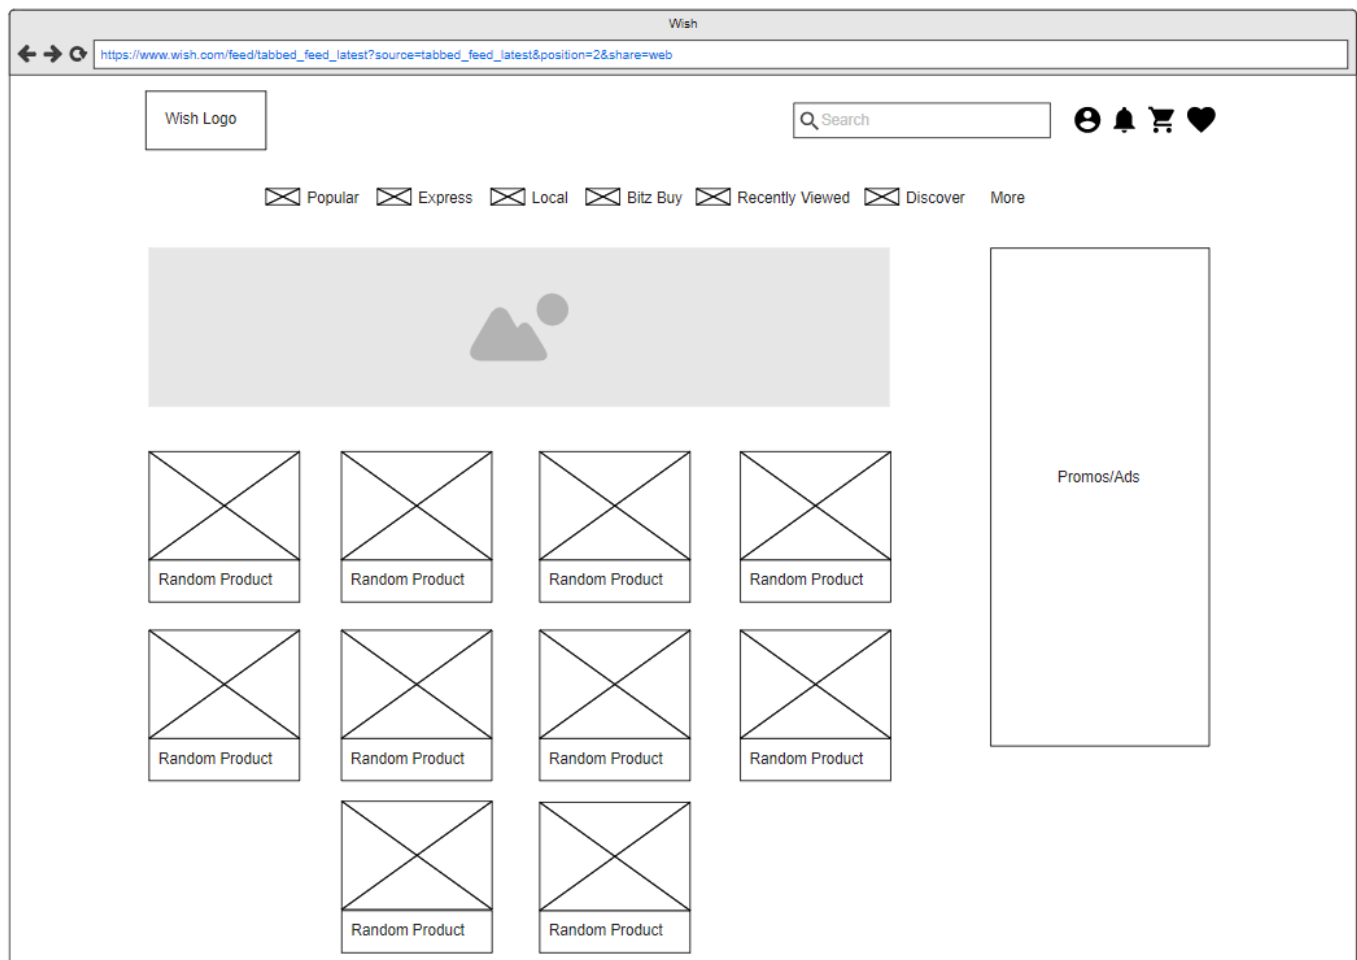 Wish
https://www.wish.com/feed/tabbed_feed_latest?source=tabbed_feed_latest&position=2&share=web
Wish Logo
Search
Popular Express Local Bitz Buy Recently Viewed Discover More
Promos/Ads
Random Product Random Product Random Product Random Product
Random Product Random Product Random Product Random Product
Random Product Random Product